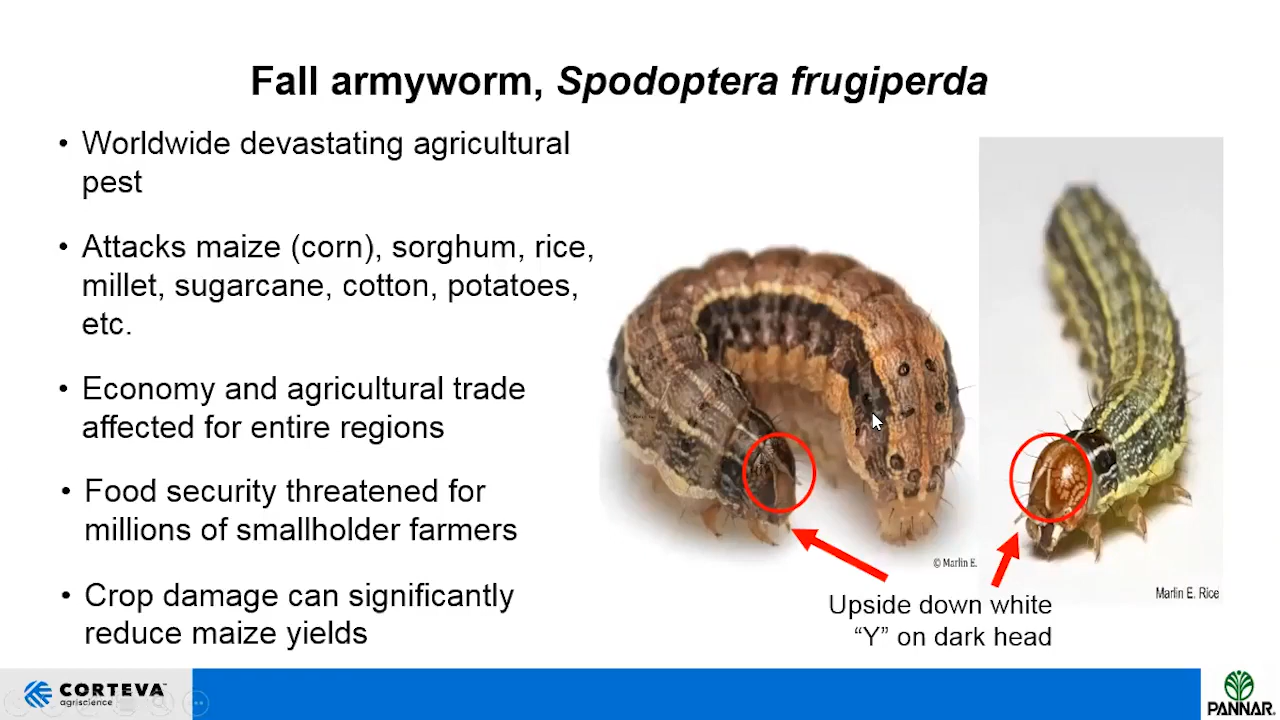 Fall armyworm, Spodoptera frugiperda
• Worldwide devastating agricultural
pest
• Attacks maize (corn), sorghum, rice,
millet, sugarcane, cotton, potatoes,
etc.
• Economy and agricultural trade
affected for entire regions
• Food security threatened for
millions of smallholder farmers
• Crop damage can significantly
reduce maize yields
© Marlin E.
Marlin E. Rice
Upside down white
“Y” on dark head
CORTEVA™
agriscience
PANNAR